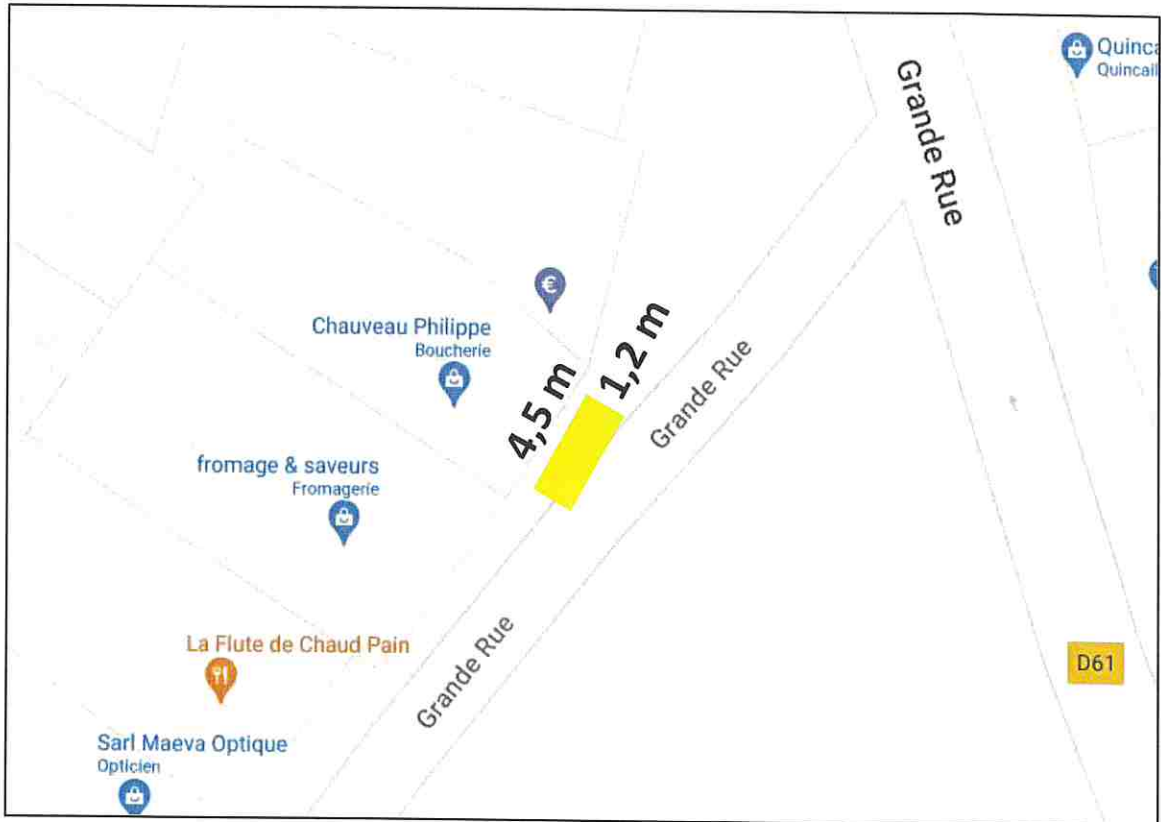 Quinca
Quincail
Grande Rue
€
Chauveau Philippe
Boucherie
4,5 m
1,2 m
Grande Rue
fromage & saveurs
Fromagerie
Grande Rue
La Flute de Chaud Pain
D61
Sarl Maeva Optique
Opticien